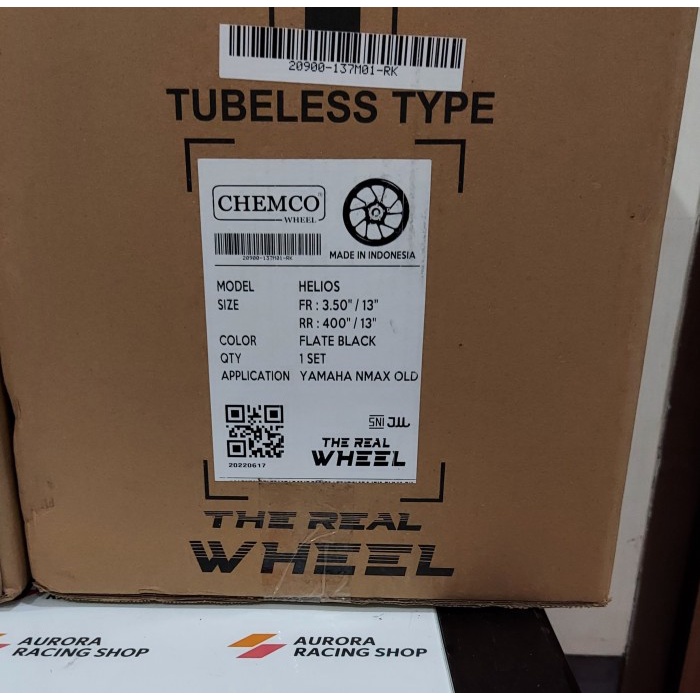 20900-137M01-RK
TUBELESS TYPE
CHEMCO
WHEEL
20900-137M01-RK
MADE IN INDONESIA
MODEL HELIOS
SIZE FR : 3.50" / 13"
RR : 400" / 13"
COLOR FLATE BLACK
QTY 1 SET
APPLICATION YAMAHA NMAX OLD
SNI JWL
THE REAL
WHEEL
20220617
THE REAL
WHEEL
AURORA
RACING SHOP
AURORA
RACING SHOP